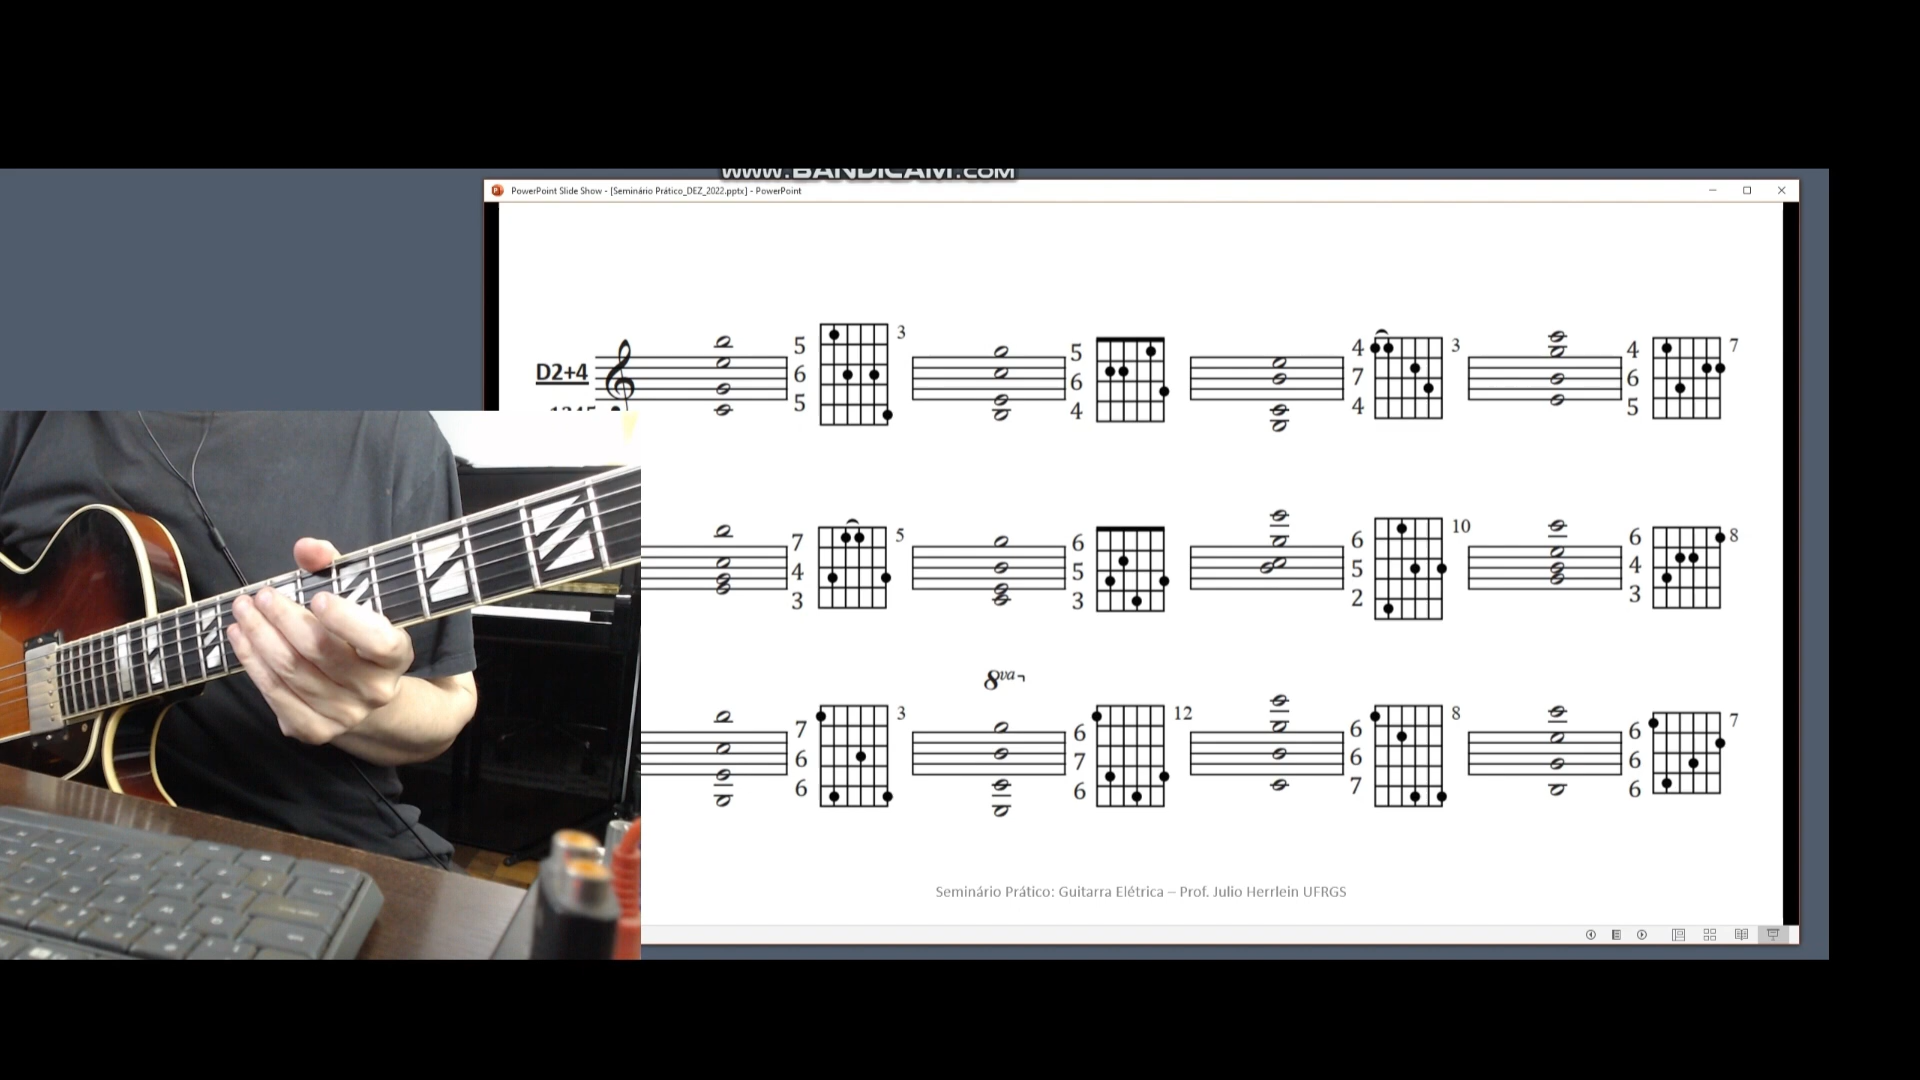 www.BANDICAM.com
PowerPoint Slide Show - [Seminário Prático_DEZ_2022.pptx] - PowerPoint
D2+4
5 6 5
3
5 6 4
4 7 4
3
4 6 5
7
7 4 3
5
6 5 3
6 5 2
10
6 4 3
8
8va
7 6 6
3
6 7 6
12
6 6 7
8
6 6 6
7
Seminário Prático: Guitarra Elétrica – Prof. Julio Herrlein UFRGS